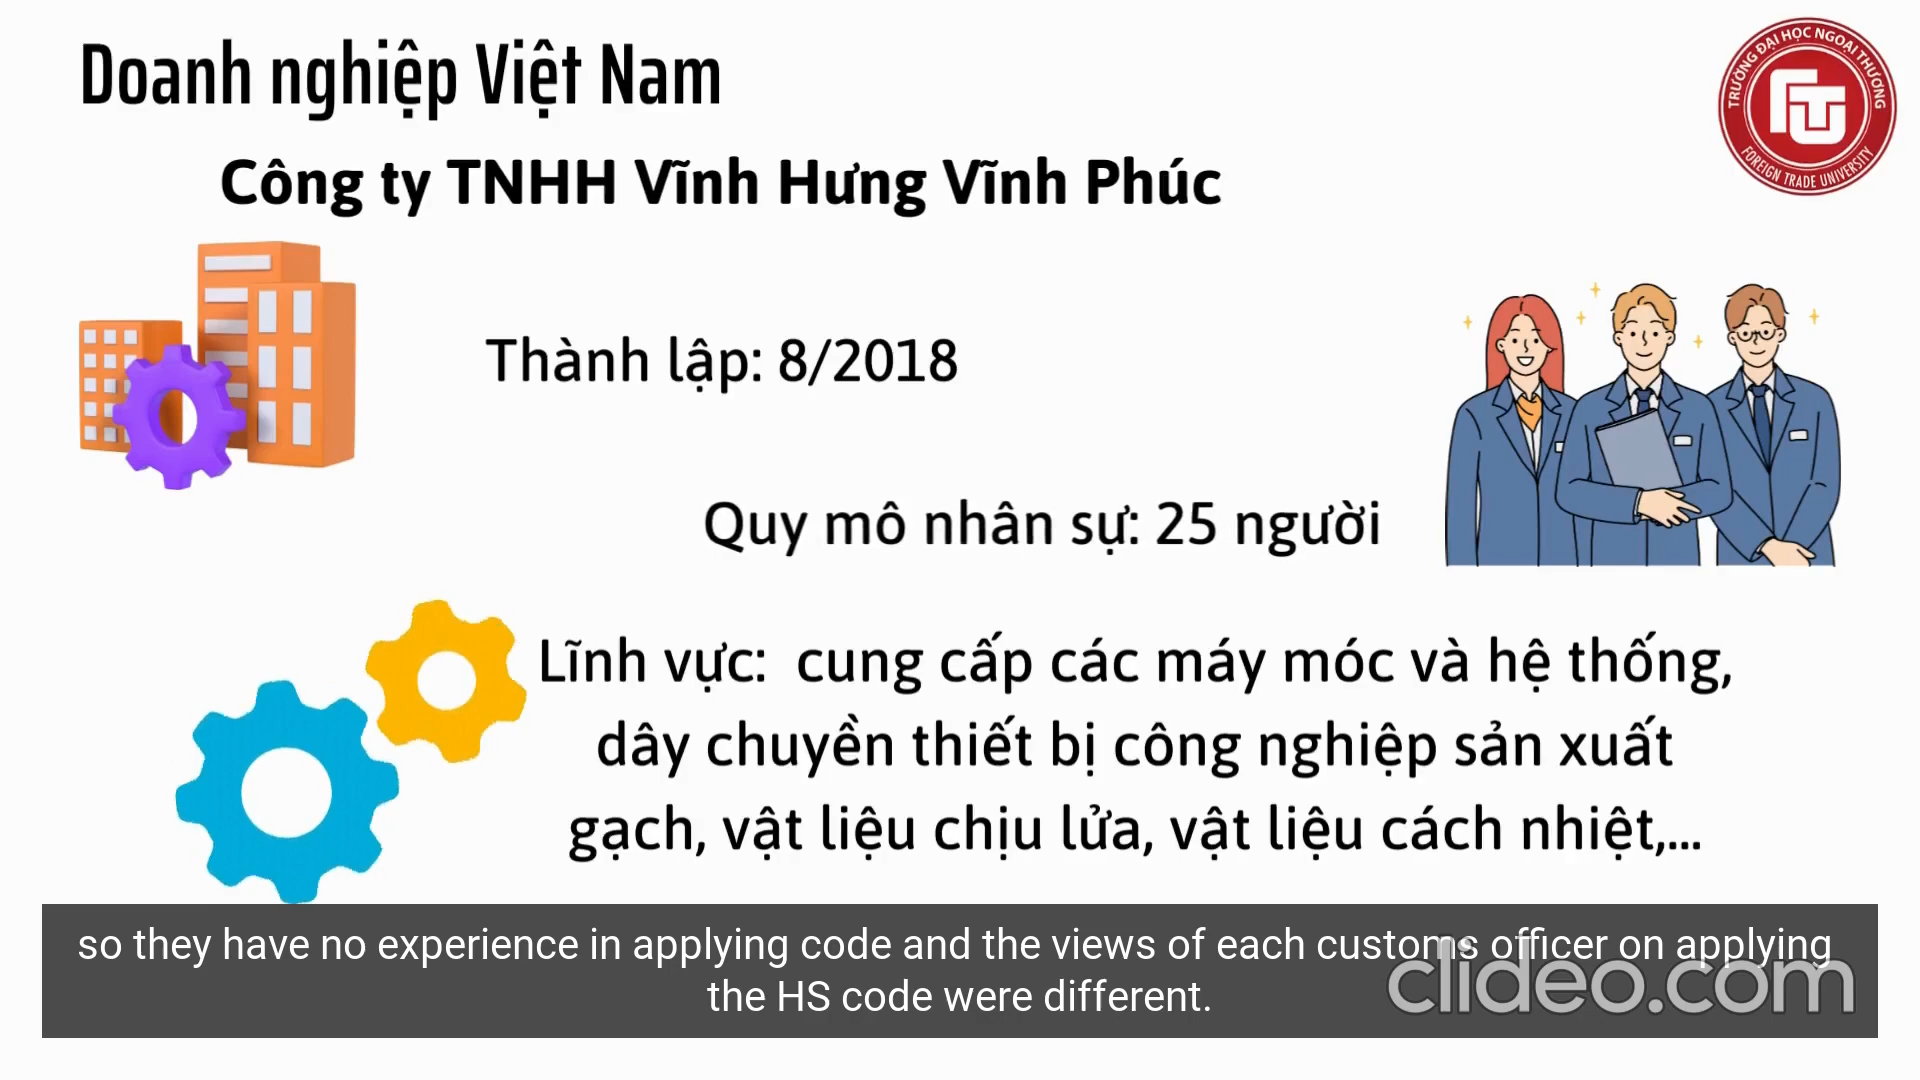 Doanh nghiệp Việt Nam
TRƯỜNG ĐẠI HỌC NGOẠI THƯƠNG
FTU
FOREIGN TRADE UNIVERSITY
Công ty TNHH Vĩnh Hưng Vĩnh Phúc
Thành lập: 8/2018
Quy mô nhân sự: 25 người
Lĩnh vực: cung cấp các máy móc và hệ thống,
dây chuyền thiết bị công nghiệp sản xuất
gạch, vật liệu chịu lửa, vật liệu cách nhiệt,...
so they have no experience in applying code and the views of each customs officer on applying
the HS code were different.
clideo.com